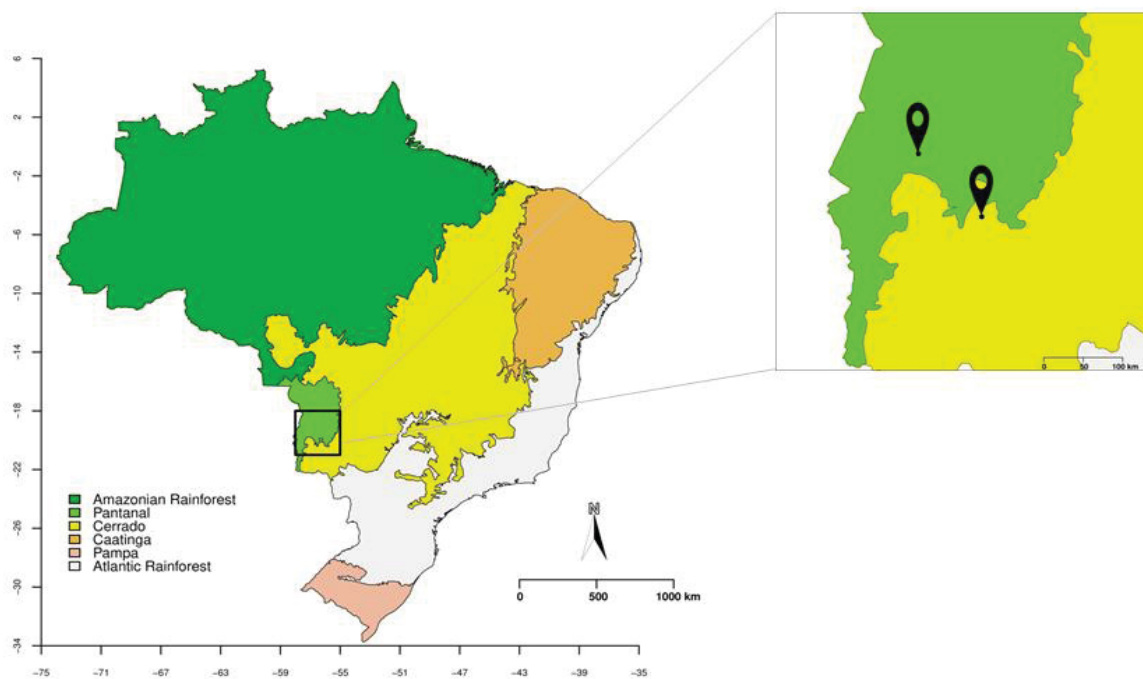 6
2
-2
-6
-10
-14
-18
-22
-26
-30
-34
-75
-71
-67
-63
-59
-55
-51
-47
-43
-39
-35
Amazonian Rainforest
Pantanal
Cerrado
Caatinga
Pampa
Atlantic Rainforest
N
0 500 1000 km
0 50 100 km